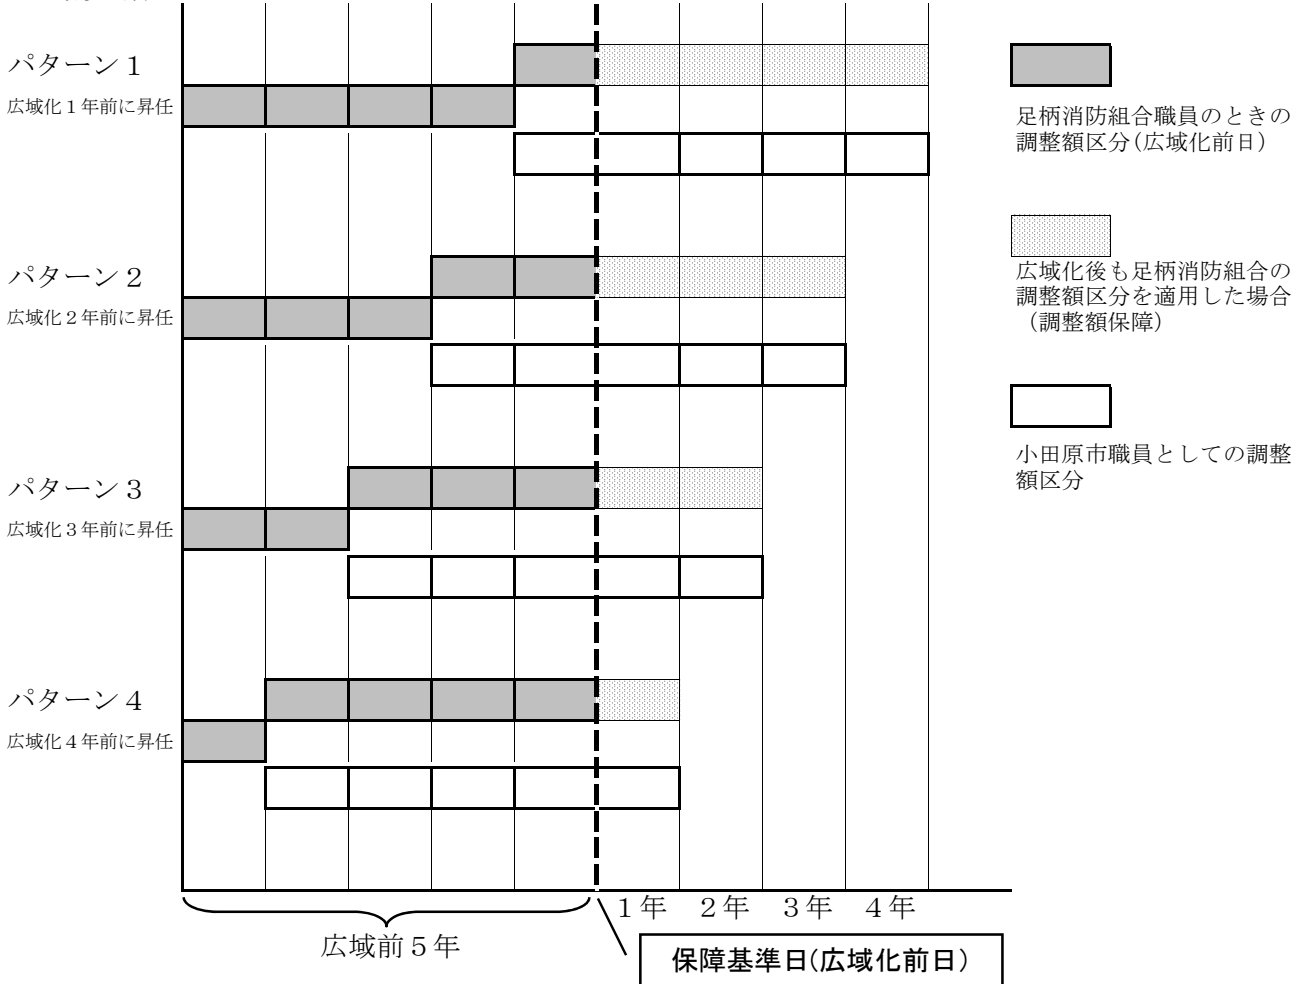 パターン１
広域化１年前に昇任
パターン２
広域化２年前に昇任
パターン３
広域化３年前に昇任
パターン４
広域化４年前に昇任
足柄消防組合職員のときの
調整額区分(広域化前日)
広域化後も足柄消防組合の
調整額区分を適用した場合
（調整額保障）
小田原市職員としての調整
額区分
１年 ２年 ３年 ４年
広域前５年
保障基準日(広域化前日)